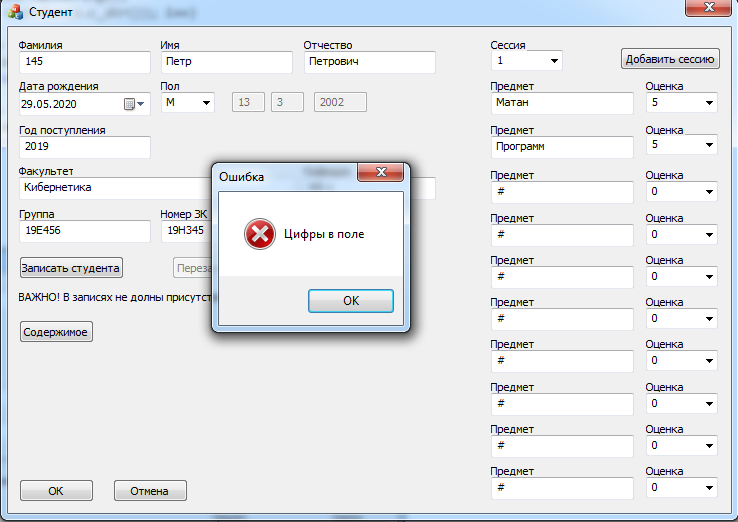 Студент
Фамилия Имя Отчество Сессия
145 Петр Петрович 1 Добавить сессию
Дата рождения Пол Предмет Оценка
29.05.2020 М 13 3 2002 Матан 5
Год поступления Предмет Оценка
2019 Программ 5
Факультет Ошибка Предмет Оценка
Кибернетика # 0
Группа Номер ЗК Предмет Оценка
19Е456 19Н345 Цифры в поле # 0
Записать студента Переза Предмет Оценка
# 0
ВАЖНО! В записях не долны присутст OK Предмет Оценка
Содержимое # 0
Предмет Оценка
# 0
Предмет Оценка
# 0
Предмет Оценка
# 0
Предмет Оценка
OK Отмена # 0